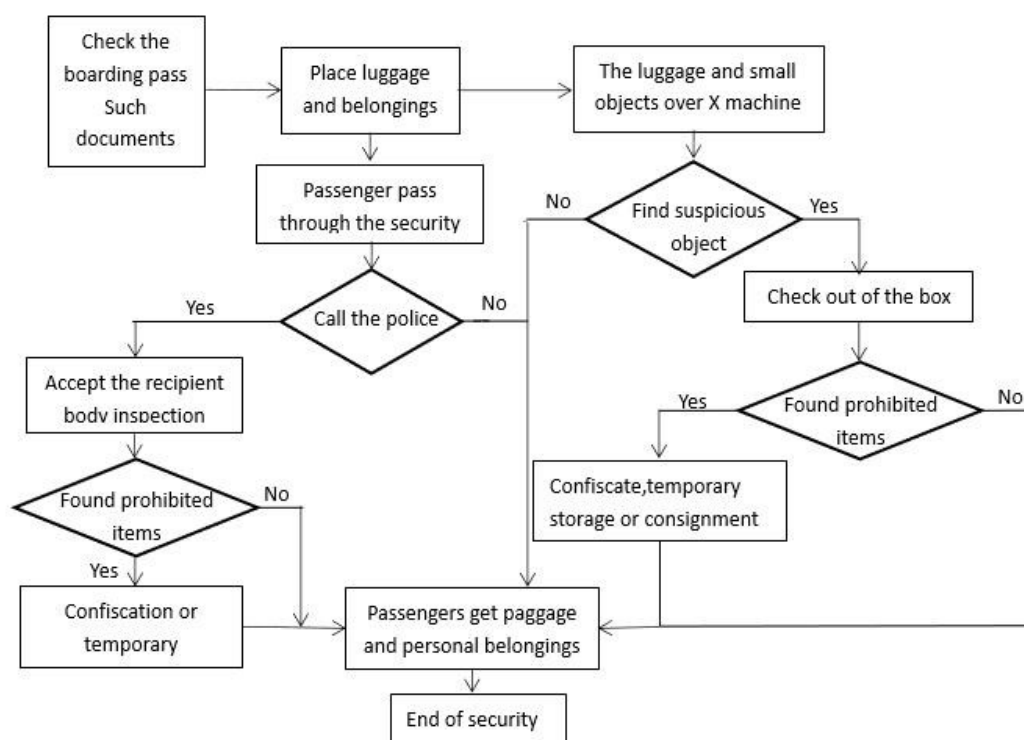 Check the
boarding pass
Such
documents
Place luggage
and belongings
The luggage and small
objects over X machine
Passenger pass
through the security
No
Find suspicious
object
Yes
Check out of the box
Yes
Call the police
No
Accept the recipient
body inspection
Yes
Found prohibited
items
No
Found prohibited
items
No
Confiscate,temporary
storage or consignment
Yes
Confiscation or
temporary
Passengers get paggage
and personal belongings
End of security